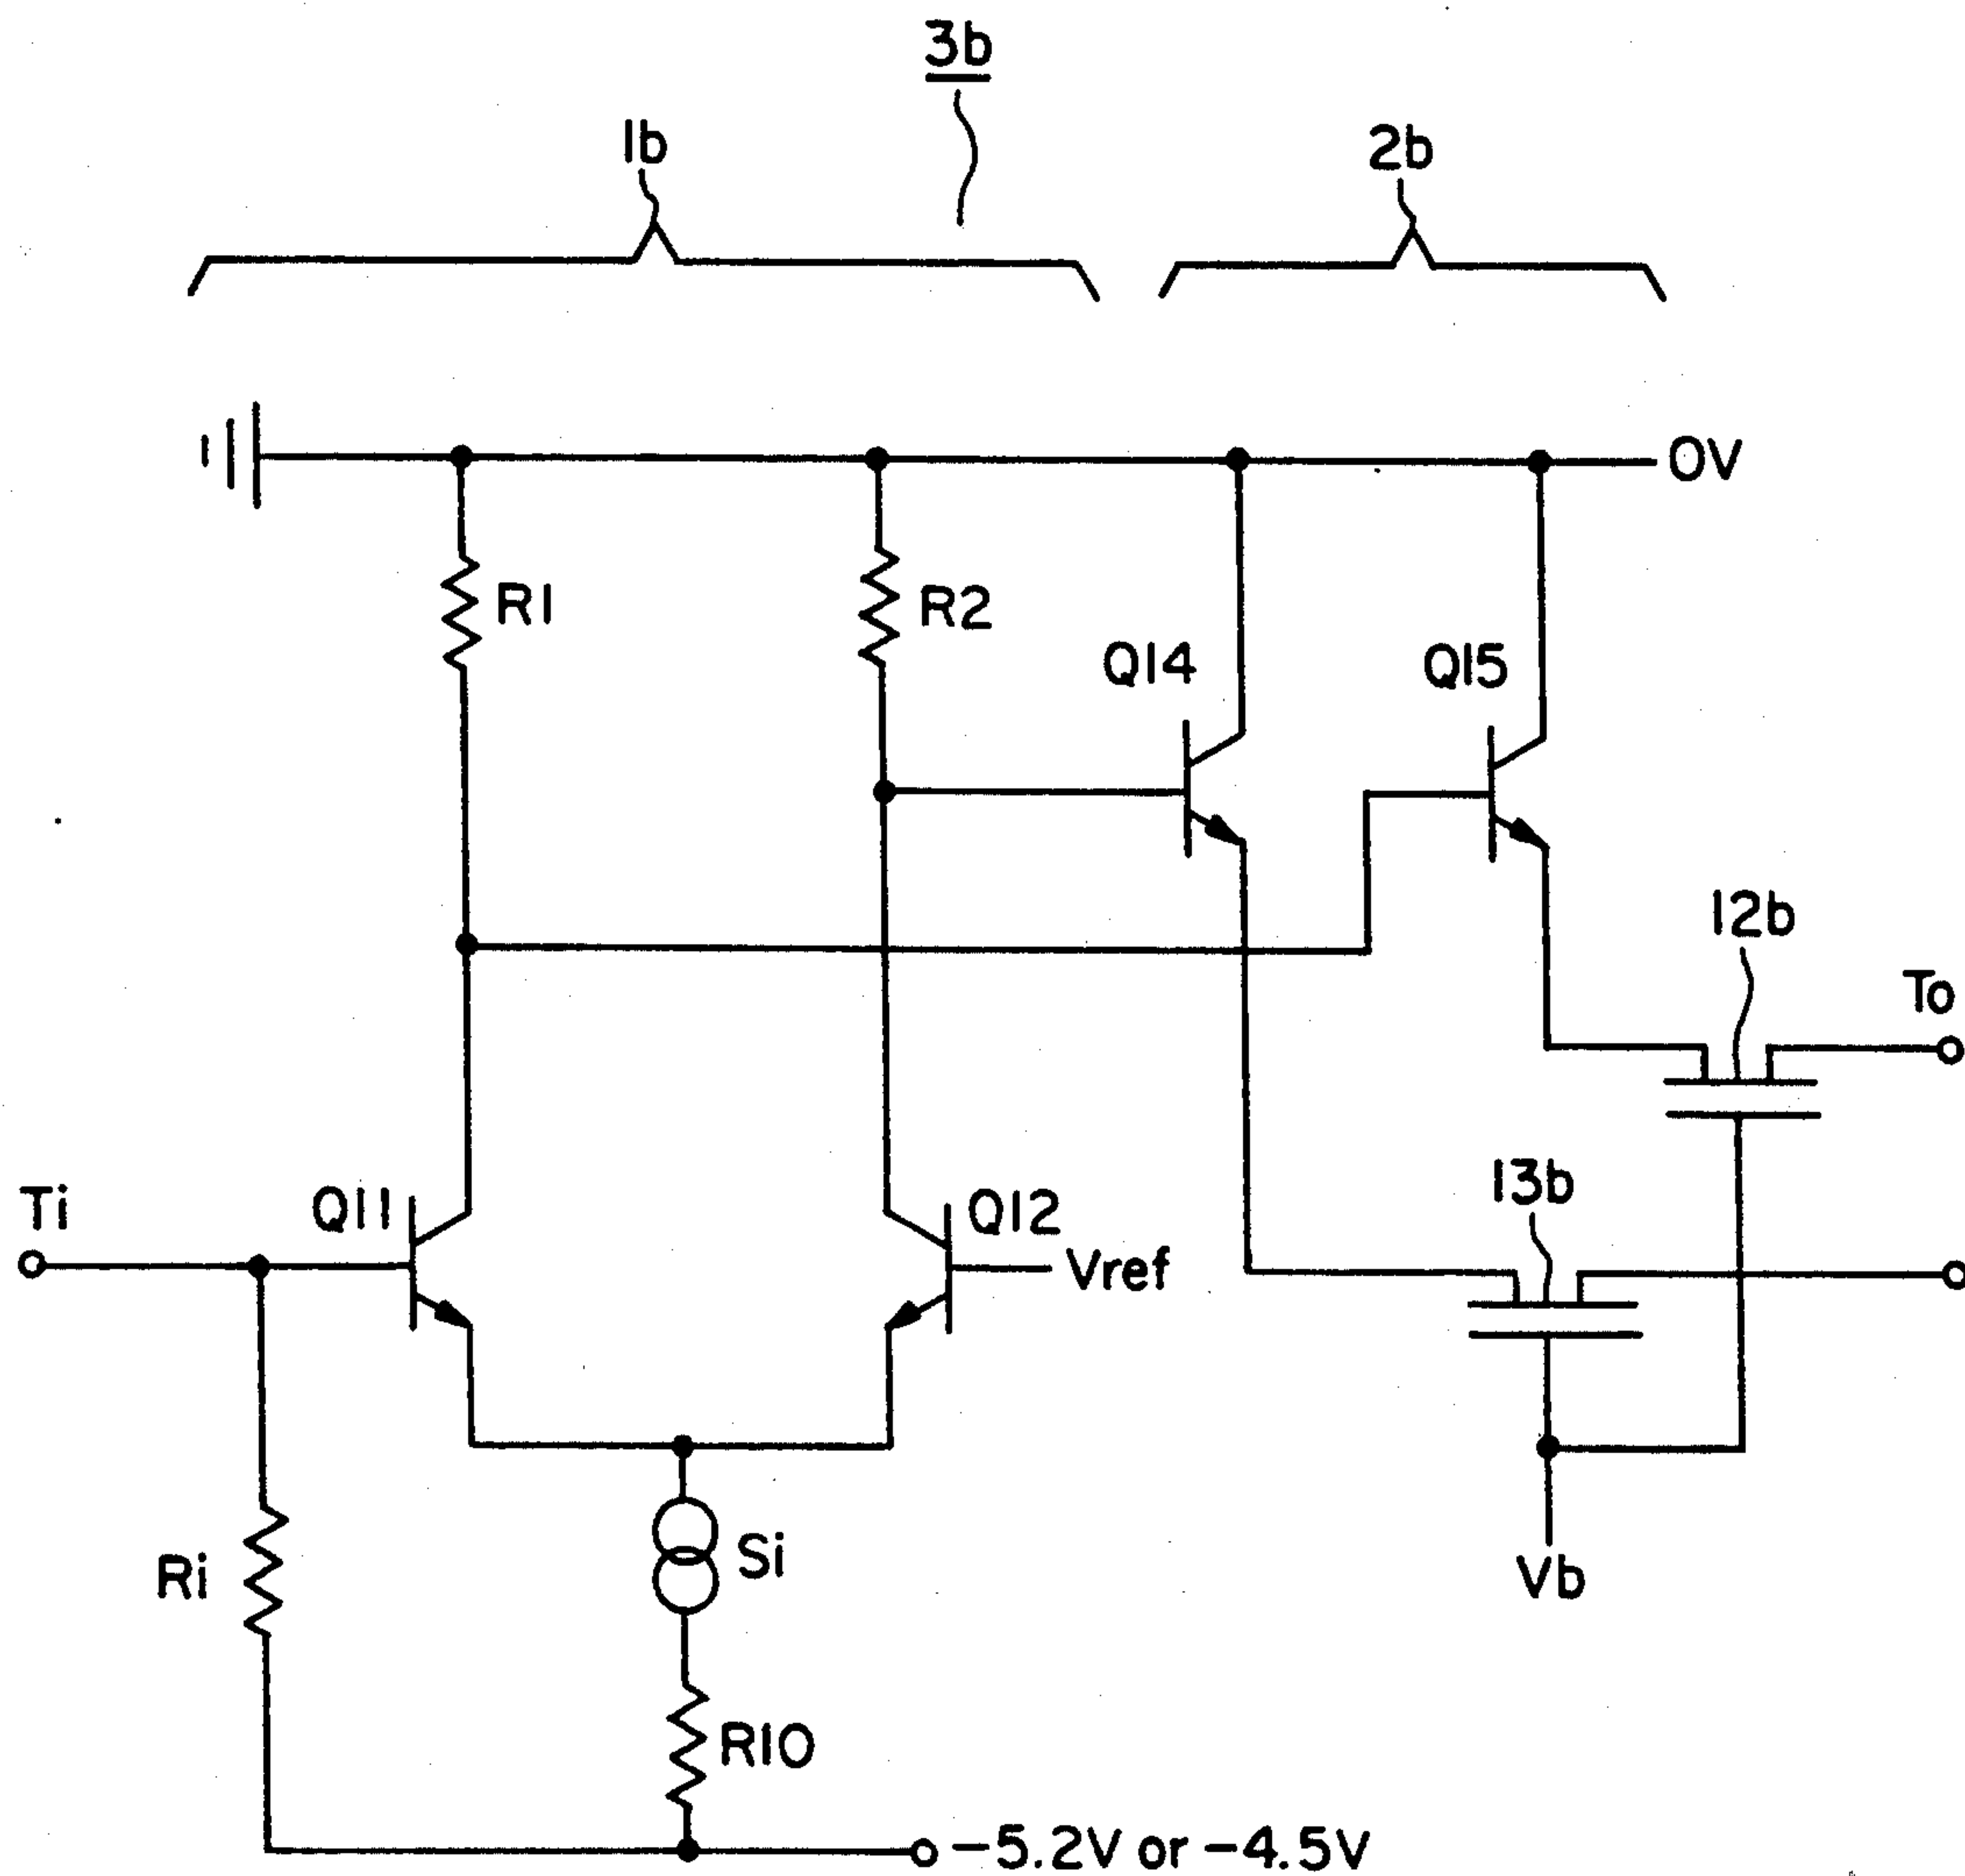 3b
1b
2b
0V
R1
R2
Q14
Q15
12b
To
Ti
Q11
Q12
Vref
13b
Ri
Si
Vb
R10
-5.2V or -4.5V